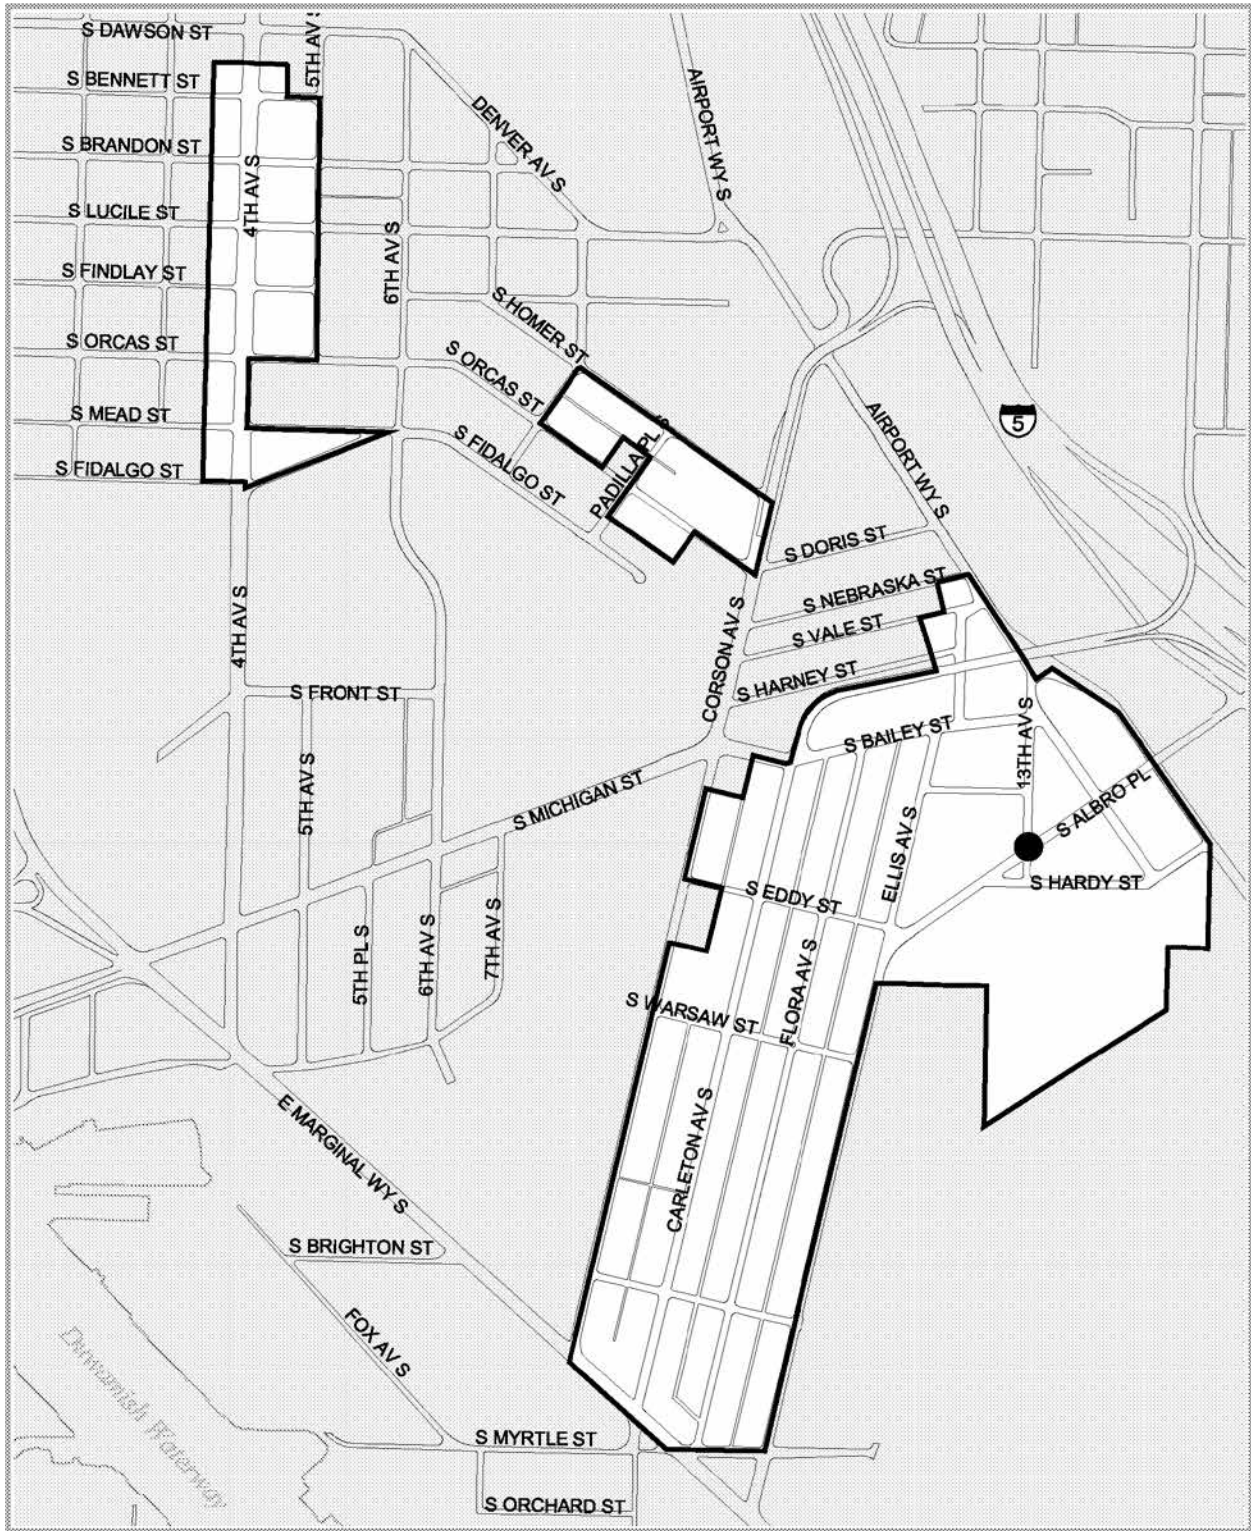 S DAWSON ST
5TH AV S
S BENNETT ST
DENVER AV S
AIRPORT WY S
S BRANDON ST
4TH AV S
S LUCILE ST
6TH AV S
S FINDLAY ST
S HOMER ST
S ORCAS ST
S ORCAS ST
S MEAD ST
5
AIRPORT WY S
S FIDALGO ST
S FIDALGO ST
PADILLA PL S
S DORIS ST
S NEBRASKA ST
4TH AV S
CORSON AV S
S VALE ST
S HARNEY ST
S FRONT ST
S BAILEY ST
13TH AV S
5TH AV S
S MICHIGAN ST
S ALBRO PL
ELLIS AV S
S HARDY ST
S EDDY ST
5TH PL S
6TH AV S
7TH AV S
FLORA AV S
S WARSAW ST
E MARGINAL WY S
CARLETON AV S
S BRIGHTON ST
FOX AV S
Duwamish Waterway
S MYRTLE ST
S ORCHARD ST